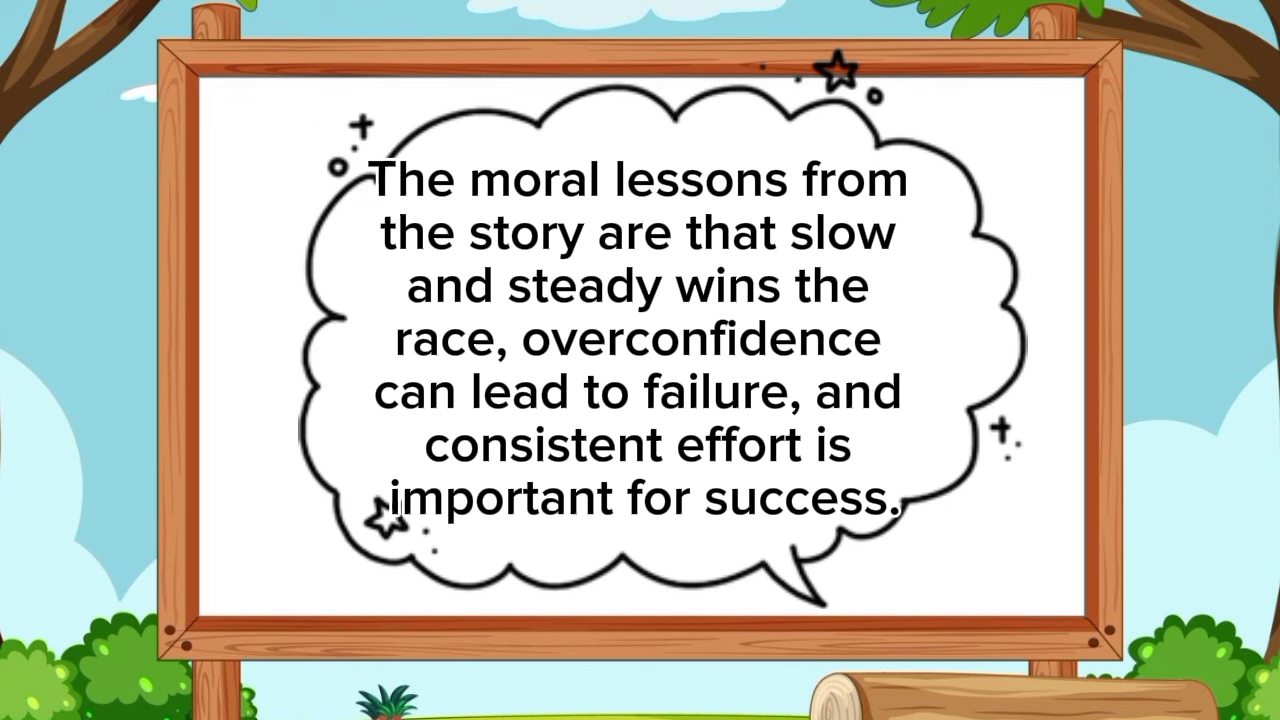 The moral lessons from
the story are that slow
and steady wins the
race, overconfidence
can lead to failure, and
consistent effort is
important for success.